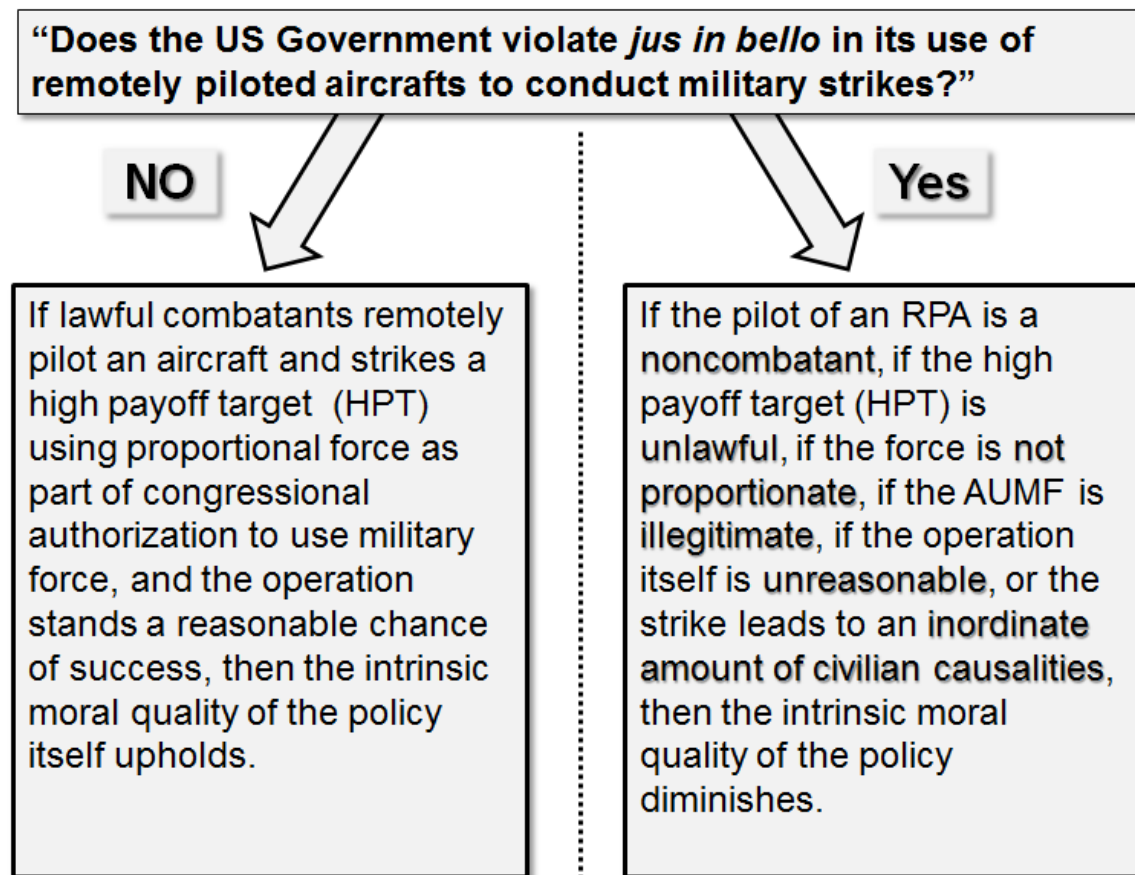 “Does the US Government violate jus in bello in its use of
remotely piloted aircrafts to conduct military strikes?”
NO
Yes
If lawful combatants remotely
pilot an aircraft and strikes a
high payoff target (HPT)
using proportional force as
part of congressional
authorization to use military
force, and the operation
stands a reasonable chance
of success, then the intrinsic
moral quality of the policy
itself upholds.
If the pilot of an RPA is a
noncombatant, if the high
payoff target (HPT) is
unlawful, if the force is not
proportionate, if the AUMF is
illegitimate, if the operation
itself is unreasonable, or the
strike leads to an inordinate
amount of civilian causalities,
then the intrinsic moral
quality of the policy
diminishes.